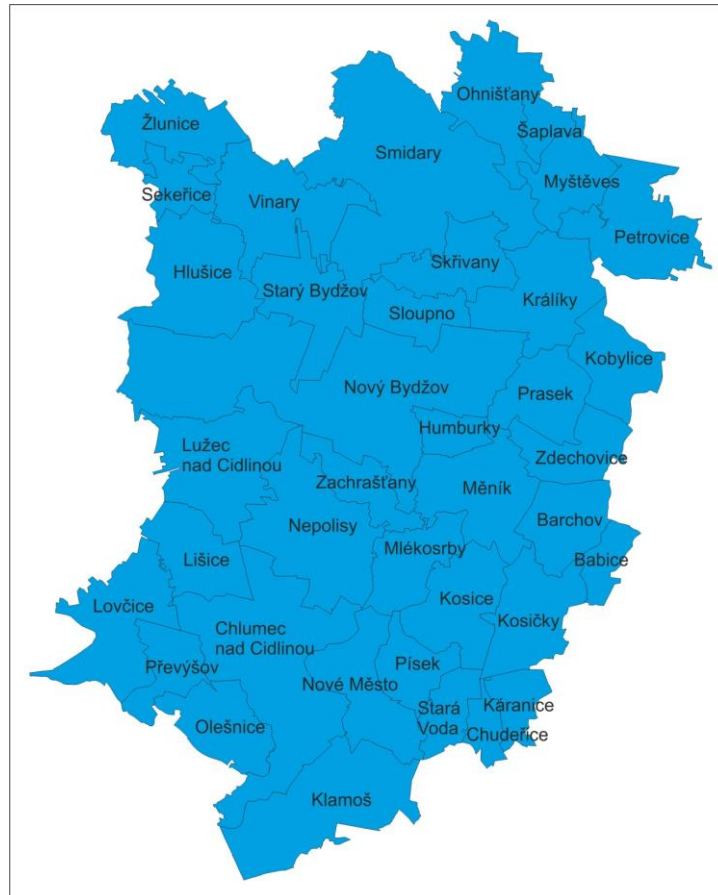 Ohnišťany
Žlunice
Šaplava
Smidary
Myštěves
Sekeřice
Vinary
Petrovice
Skřivany
Hlušice
Starý Bydžov
Králíky
Sloupno
Kobylice
Nový Bydžov
Prasek
Humburky
Lužec
nad Cidlinou
Zdechovice
Zachrašťany
Měník
Nepolisy
Barchov
Mlékosrby
Lišice
Babice
Kosice
Lovčice
Kosičky
Chlumec
nad Cidlinou
Převýšov
Písek
Nové Město
Káranice
Stará
Voda
Olešnice
Chudeřice
Klamoš